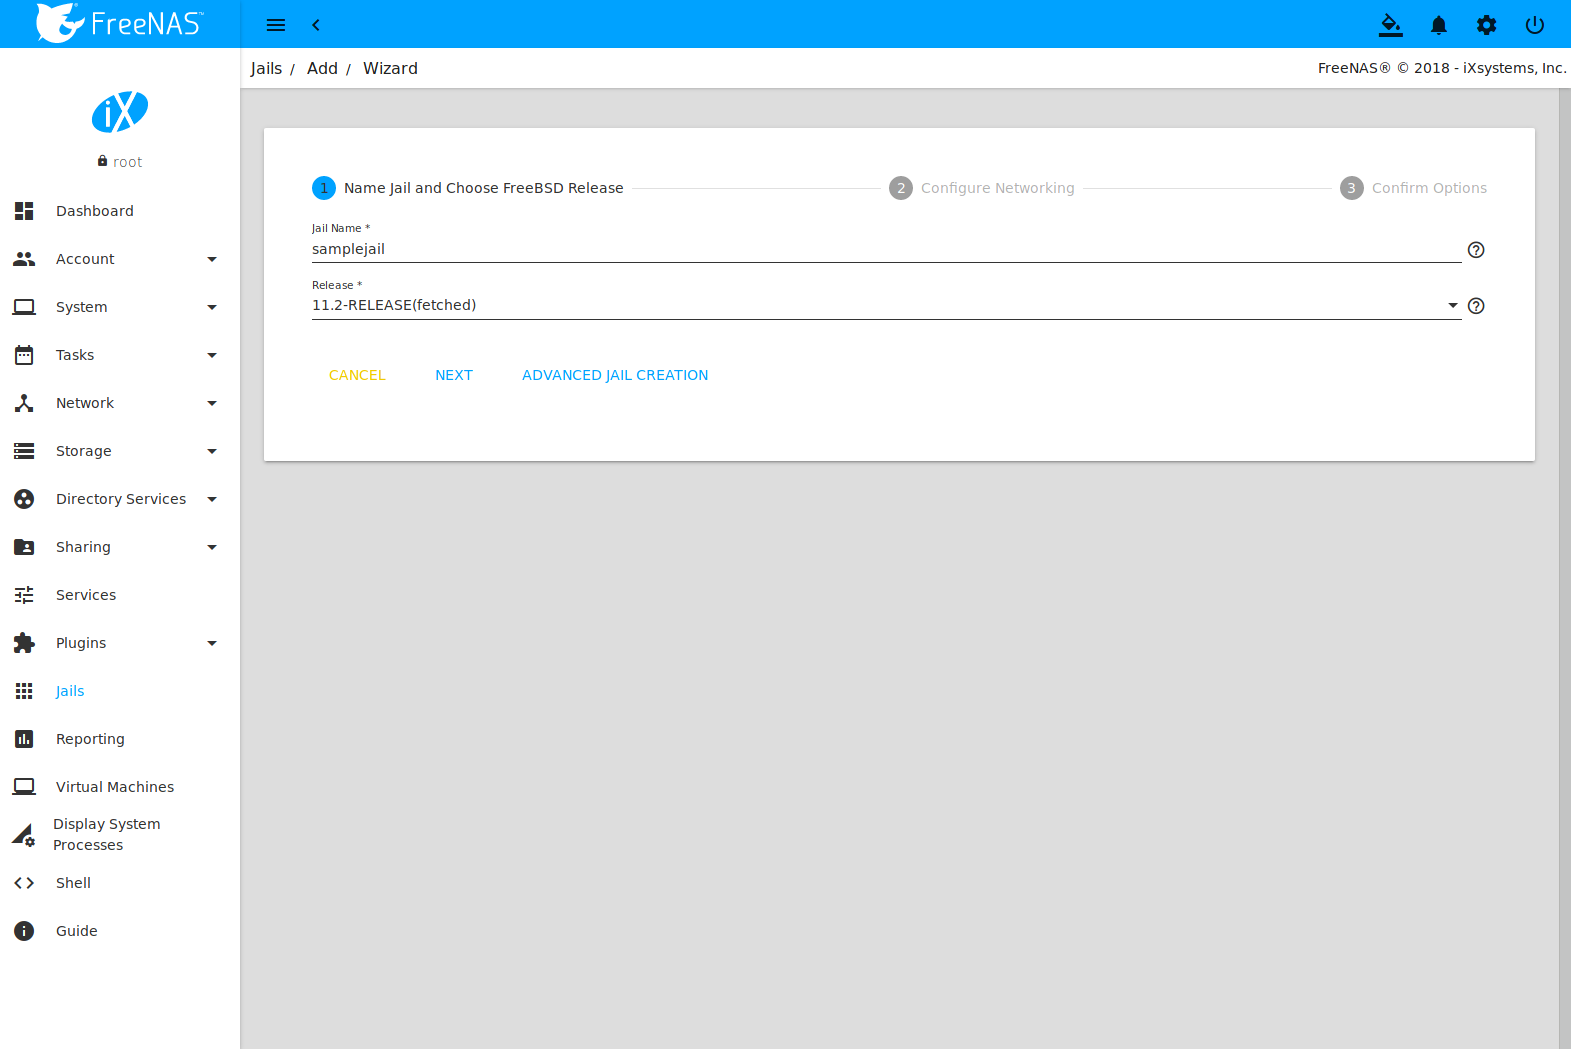 FreeNAS™
Jails / Add / Wizard
FreeNAS® © 2018 - iXsystems, Inc.
iX
root
Dashboard
Account
System
Tasks
Network
Storage
Directory Services
Sharing
Services
Plugins
Jails
Reporting
Virtual Machines
Display System
Processes
Shell
Guide
1 Name Jail and Choose FreeBSD Release
2 Configure Networking
3 Confirm Options
Jail Name *
samplejail
Release *
11.2-RELEASE(fetched)
CANCEL NEXT ADVANCED JAIL CREATION